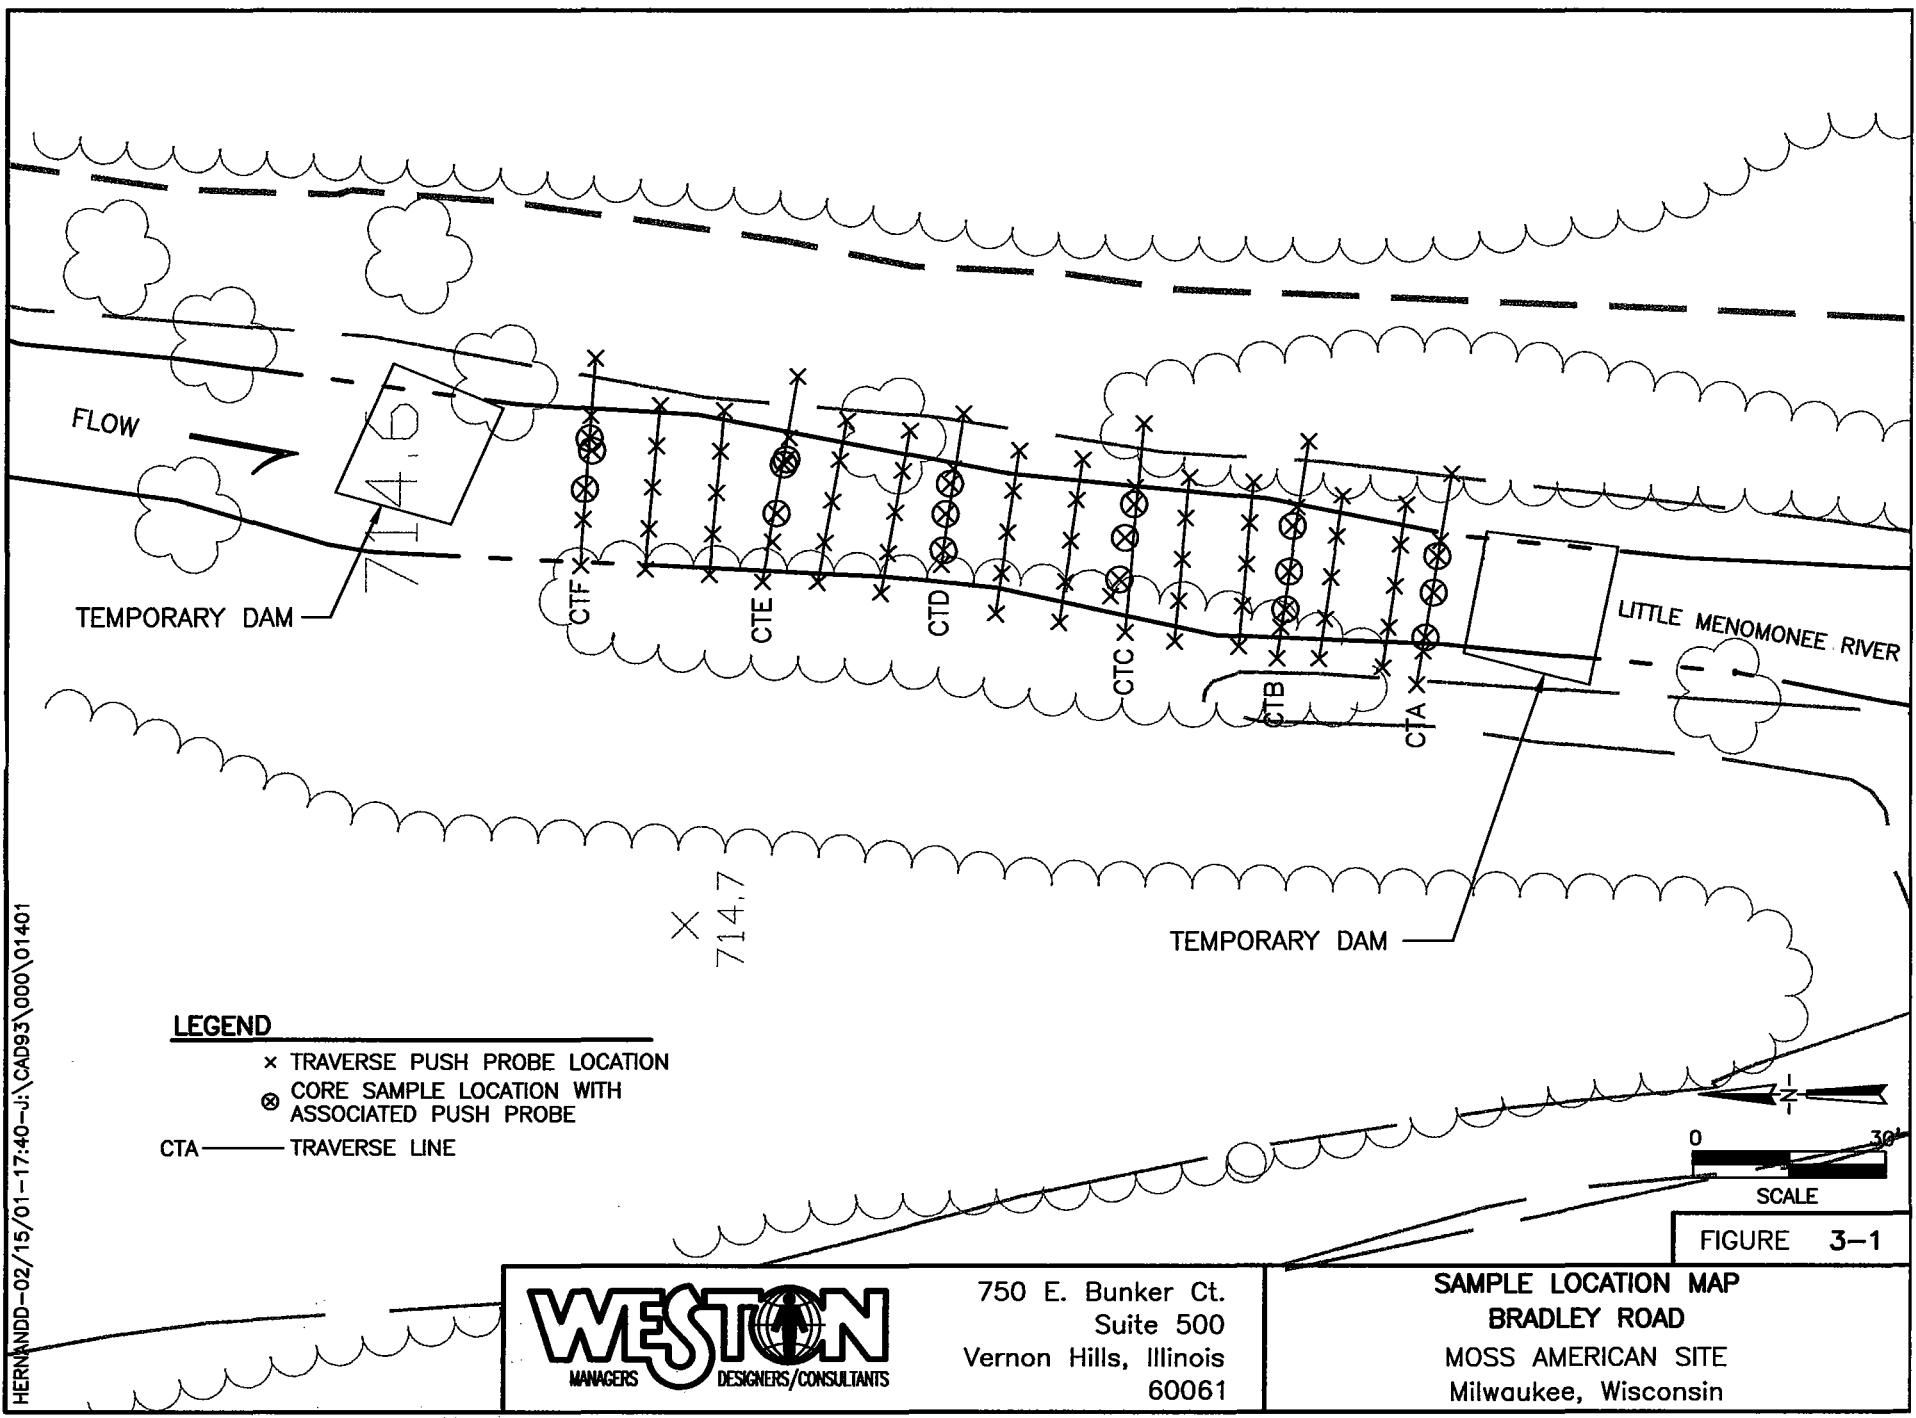 FLOW
714.6
TEMPORARY DAM
CTF
CTE
CTD
CTC
CTB
CTA
LITTLE MENOMONEE RIVER
TEMPORARY DAM
714.7
LEGEND
× TRAVERSE PUSH PROBE LOCATION
⊗ CORE SAMPLE LOCATION WITH
ASSOCIATED PUSH PROBE
CTA TRAVERSE LINE
HERNANDD-02/15/01-17:40-J:\CAD93\000\01401
N
0 30'
SCALE
FIGURE 3-1
WESTON
MANAGERS DESIGNERS/CONSULTANTS
750 E. Bunker Ct.
Suite 500
Vernon Hills, Illinois
60061
SAMPLE LOCATION MAP
BRADLEY ROAD
MOSS AMERICAN SITE
Milwaukee, Wisconsin